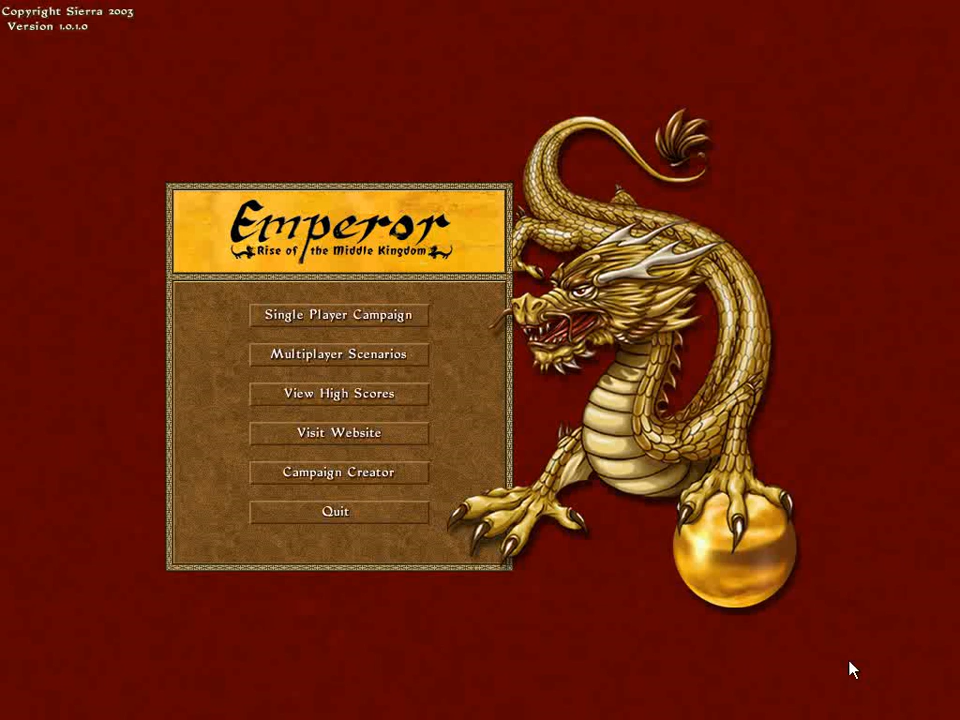 Copyright Sierra 2003
Version 1.0.1.0
Emperor
Rise of the Middle Kingdom
Single Player Campaign
Multiplayer Scenarios
View High Scores
Visit Website
Campaign Creator
Quit